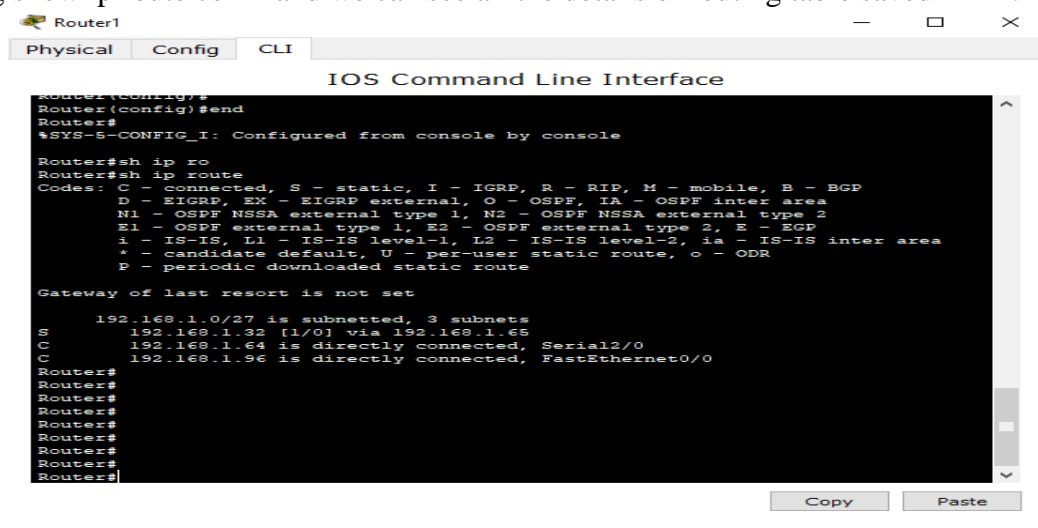 Router1
Physical Config CLI
IOS Command Line Interface
Router(config)#
Router(config)#end
Router#
%SYS-5-CONFIG_I: Configured from console by console
Router#sh ip ro
Router#sh ip route
Codes: C - connected, S - static, I - IGRP, R - RIP, M - mobile, B - BGP
D - EIGRP, EX - EIGRP external, O - OSPF, IA - OSPF inter area
N1 - OSPF NSSA external type 1, N2 - OSPF NSSA external type 2
E1 - OSPF external type 1, E2 - OSPF external type 2, E - EGP
i - IS-IS, L1 - IS-IS level-1, L2 - IS-IS level-2, ia - IS-IS inter area
* - candidate default, U - per-user static route, o - ODR
P - periodic downloaded static route
Gateway of last resort is not set
192.168.1.0/27 is subnetted, 3 subnets
S 192.168.1.32 [1/0] via 192.168.1.65
C 192.168.1.64 is directly connected, Serial2/0
C 192.168.1.96 is directly connected, FastEthernet0/0
Router#
Router#
Router#
Router#
Router#
Router#
Router#
Router#
Router#
Copy Paste